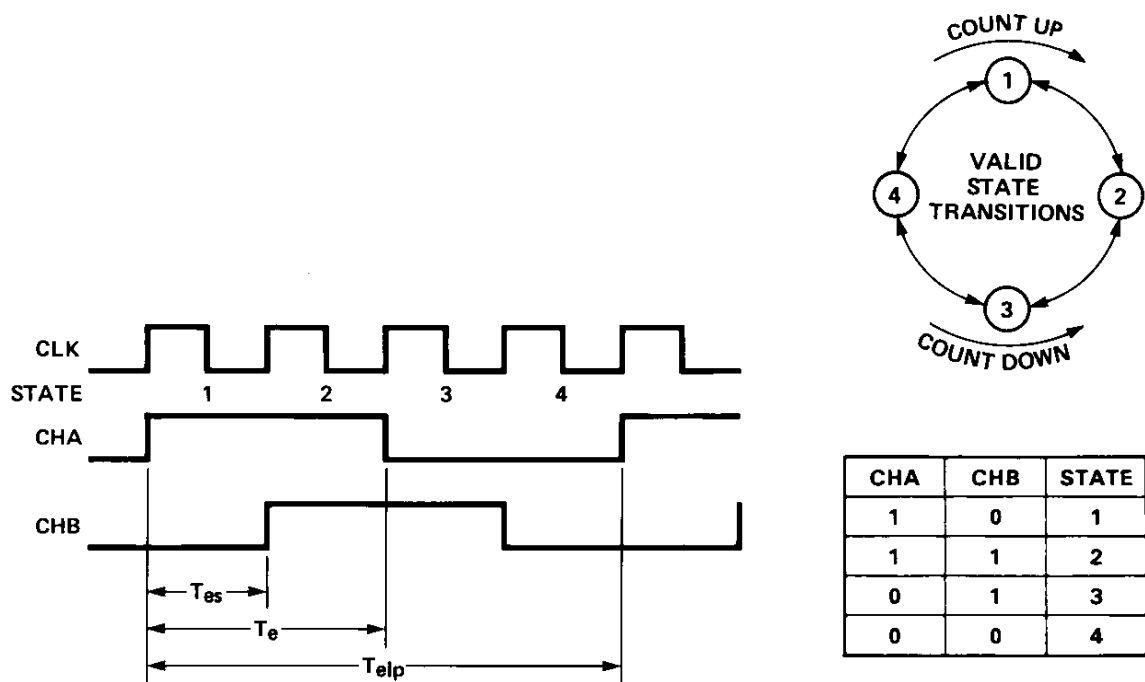 COUNT UP
1
4
VALID
STATE
TRANSITIONS
2
3
COUNT DOWN
CLK
STATE 1 2 3 4
CHA
CHB
Tes
Te
Telp
CHA CHB STATE
1 0 1
1 1 2
0 1 3
0 0 4